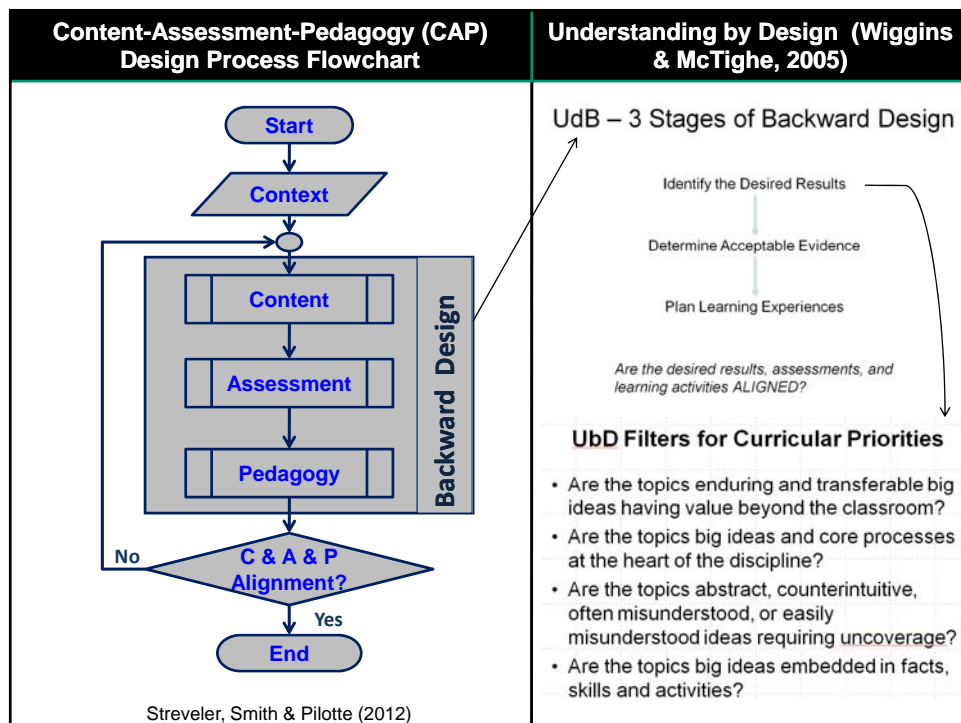 Content-Assessment-Pedagogy (CAP)
Design Process Flowchart
Start
Context
Content
Assessment
Pedagogy
Backward Design
No
C & A & P
Alignment?
Yes
End
Streveler, Smith & Pilotte (2012)
Understanding by Design (Wiggins
& McTighe, 2005)
UdB – 3 Stages of Backward Design
Identify the Desired Results
Determine Acceptable Evidence
Plan Learning Experiences
Are the desired results, assessments, and
learning activities ALIGNED?
UbD Filters for Curricular Priorities
• Are the topics enduring and transferable big
ideas having value beyond the classroom?
• Are the topics big ideas and core processes
at the heart of the discipline?
• Are the topics abstract, counterintuitive,
often misunderstood, or easily
misunderstood ideas requiring uncoverage?
• Are the topics big ideas embedded in facts,
skills and activities?